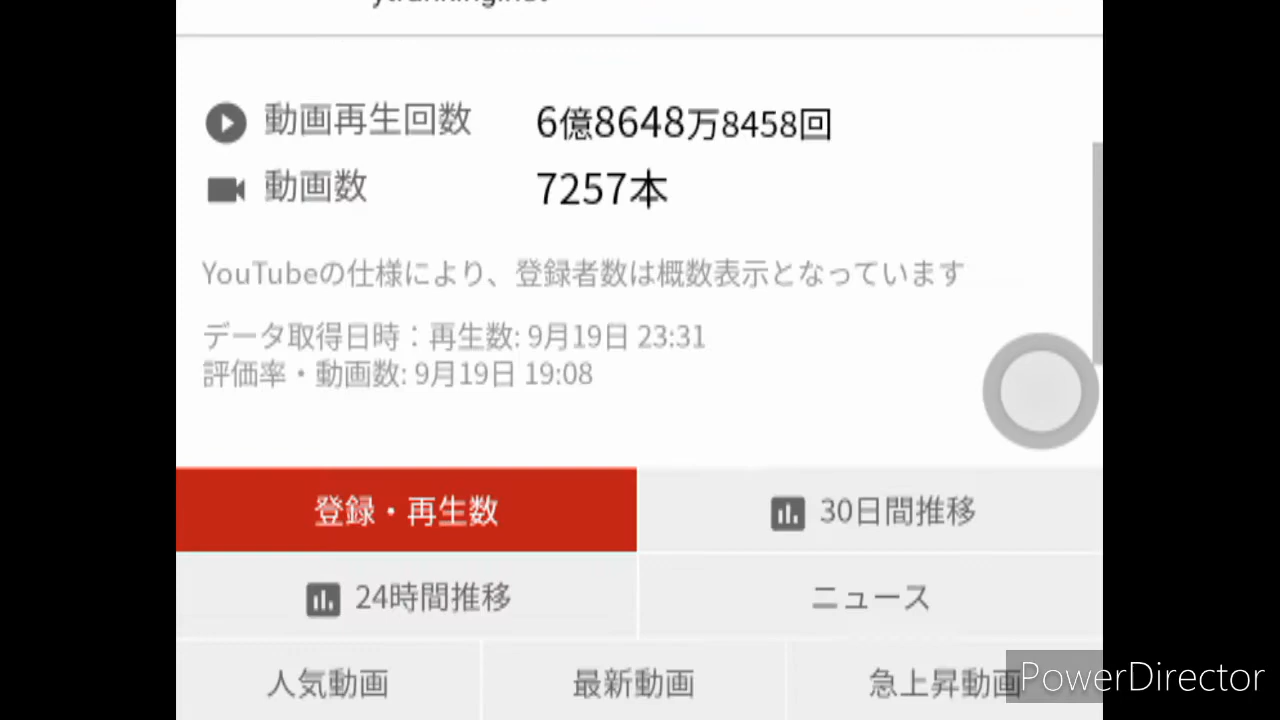 動画再生回数 6億8648万8458回
動画数 7257本
YouTubeの仕様により、登録者数は概数表示となっています
データ取得日時：再生数: 9月19日 23:31
評価率・動画数: 9月19日 19:08
登録・再生数 30日間推移
24時間推移 ニュース
人気動画 最新動画 急上昇動画
PowerDirector